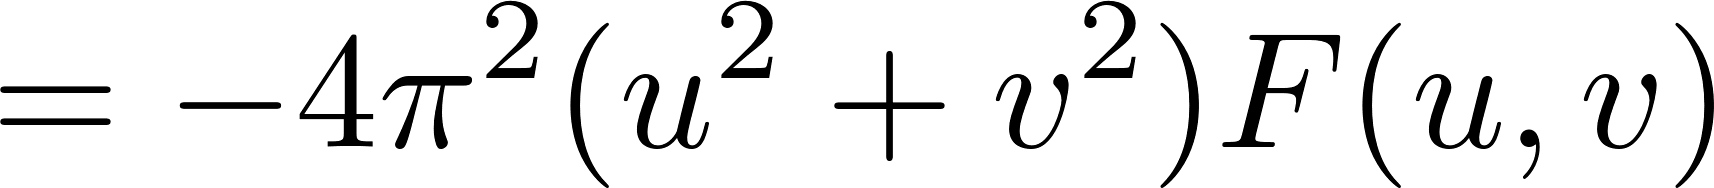 = −4π²(u² + v²)F(u, v)